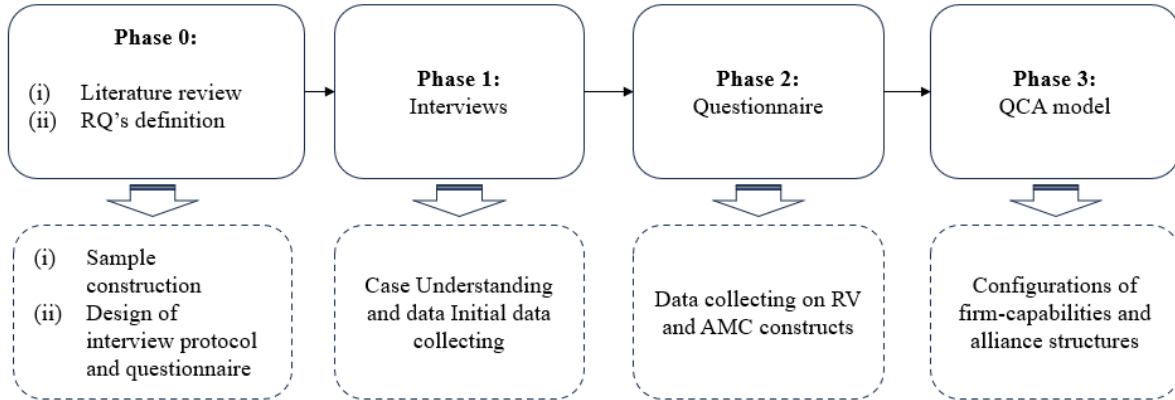 Phase 0:
(i) Literature review
(ii) RQ's definition
Phase 1:
Interviews
Phase 2:
Questionnaire
Phase 3:
QCA model
(i) Sample
construction
(ii) Design of
interview protocol
and questionnaire
Case Understanding
and data Initial data
collecting
Data collecting on RV
and AMC constructs
Configurations of
firm-capabilities and
alliance structures